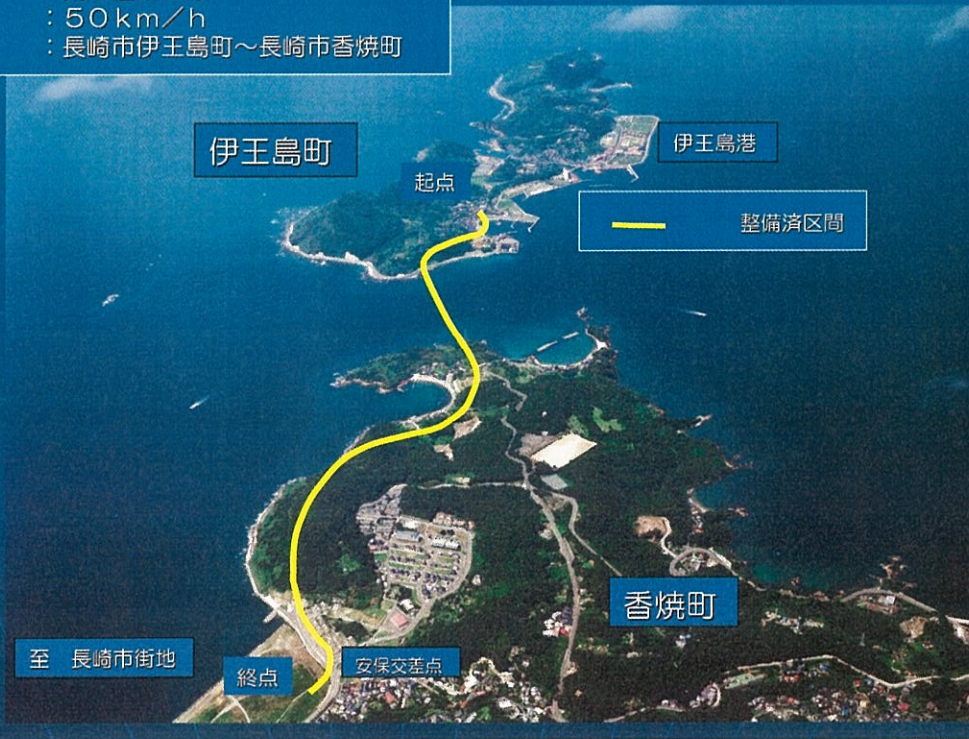 ：50km／h
：長崎市伊王島町～長崎市香焼町
伊王島町
伊王島港
起点
整備済区間
香焼町
至　長崎市街地
終点
安保交差点